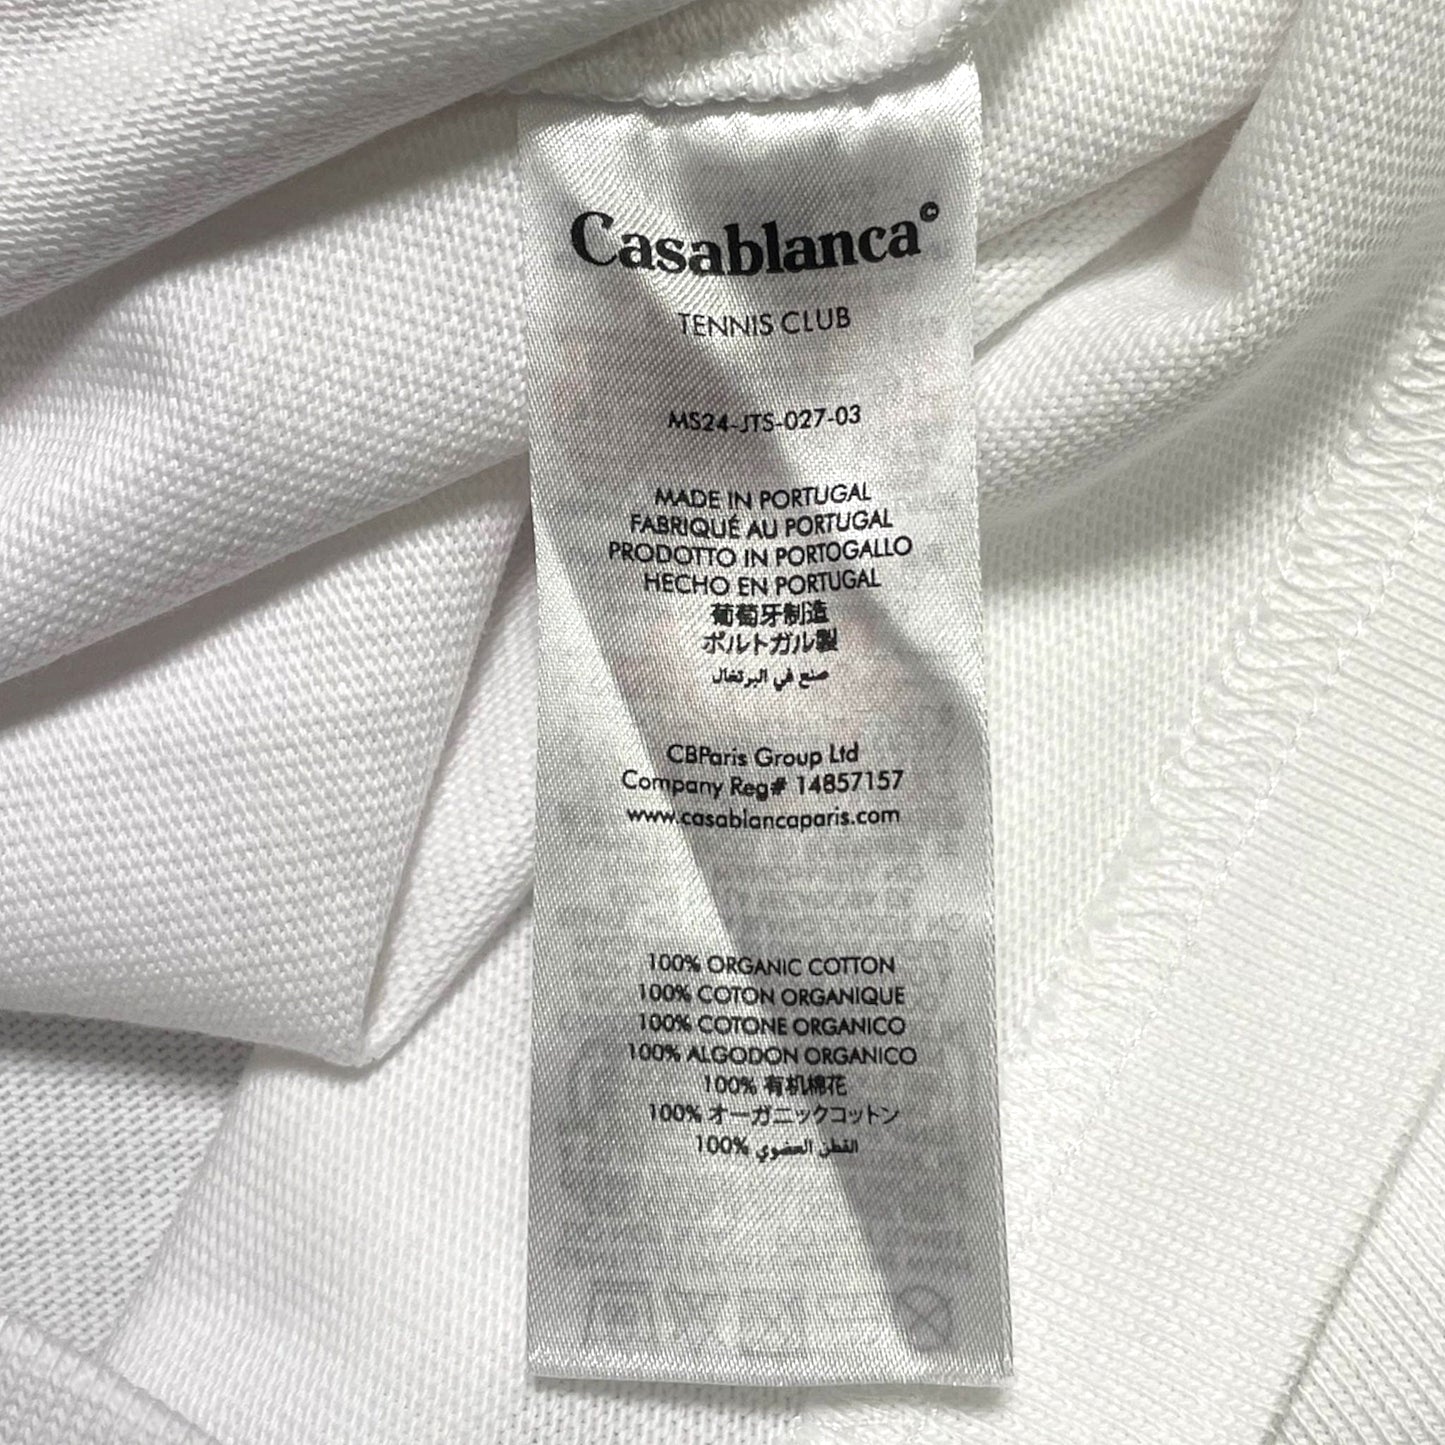 Casablanca©
TENNIS CLUB
MS24-JTS-027-03
MADE IN PORTUGAL
FABRIQUÉ AU PORTUGAL
PRODOTTO IN PORTOGALLO
HECHO EN PORTUGAL
葡萄牙制造
ポルトガル製
صنع في البرتغال
CBParis Group Ltd
Company Reg# 14857157
www.casablancaparis.com
100% ORGANIC COTTON
100% COTON ORGANIQUE
100% COTONE ORGANICO
100% ALGODON ORGANICO
100% 有机棉花
100% オーガニックコットン
100% القطن العضوي